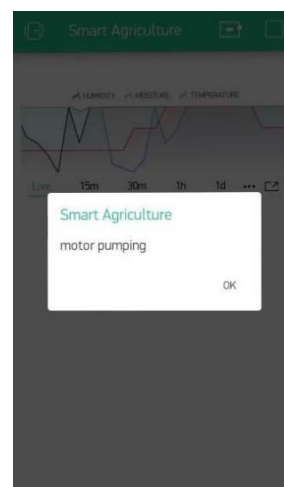 Smart Agriculture
HUMIDITY MOISTURE TEMPERATURE
Live 15m 30m 1h 1d •••
Smart Agriculture
motor pumping
OK